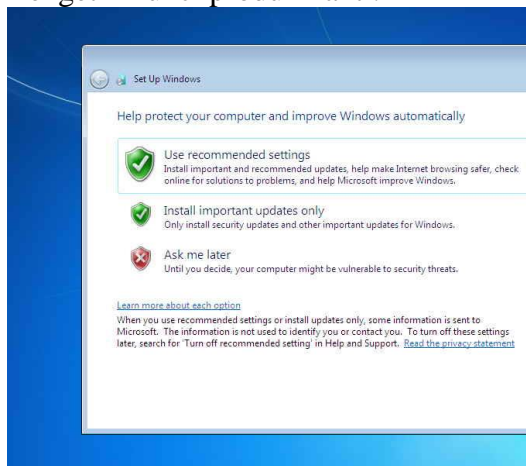 Set Up Windows
Help protect your computer and improve Windows automatically
Use recommended settings
Install important and recommended updates, help make Internet browsing safer, check
online for solutions to problems, and help Microsoft improve Windows.
Install important updates only
Only install security updates and other important updates for Windows.
Ask me later
Until you decide, your computer might be vulnerable to security threats.
Learn more about each option
When you use recommended settings or install updates only, some information is sent to
Microsoft. The information is not used to identify you or contact you. To turn off these settings
later, search for 'Turn off recommended setting' in Help and Support. Read the privacy statement